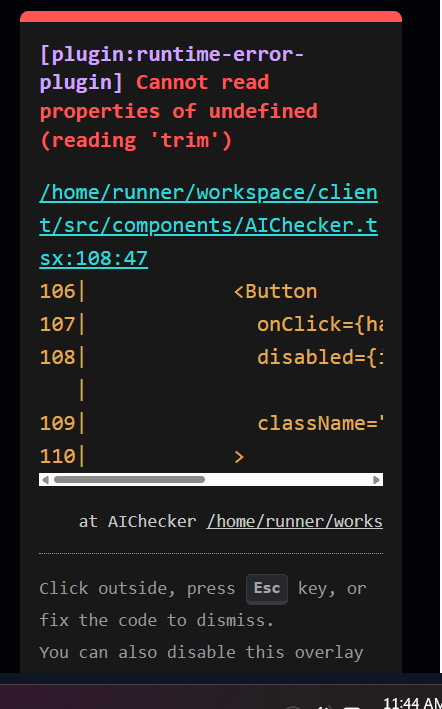 [plugin:runtime-error-
plugin] Cannot read
properties of undefined
(reading 'trim')
/home/runner/workspace/clien
t/src/components/AIChecker.t
sx:108:47
106| <Button
107| onClick={ha
108| disabled={i
|
109| className="
110| >
at AIChecker /home/runner/works
Click outside, press Esc key, or
fix the code to dismiss.
You can also disable this overlay
11:44 AM